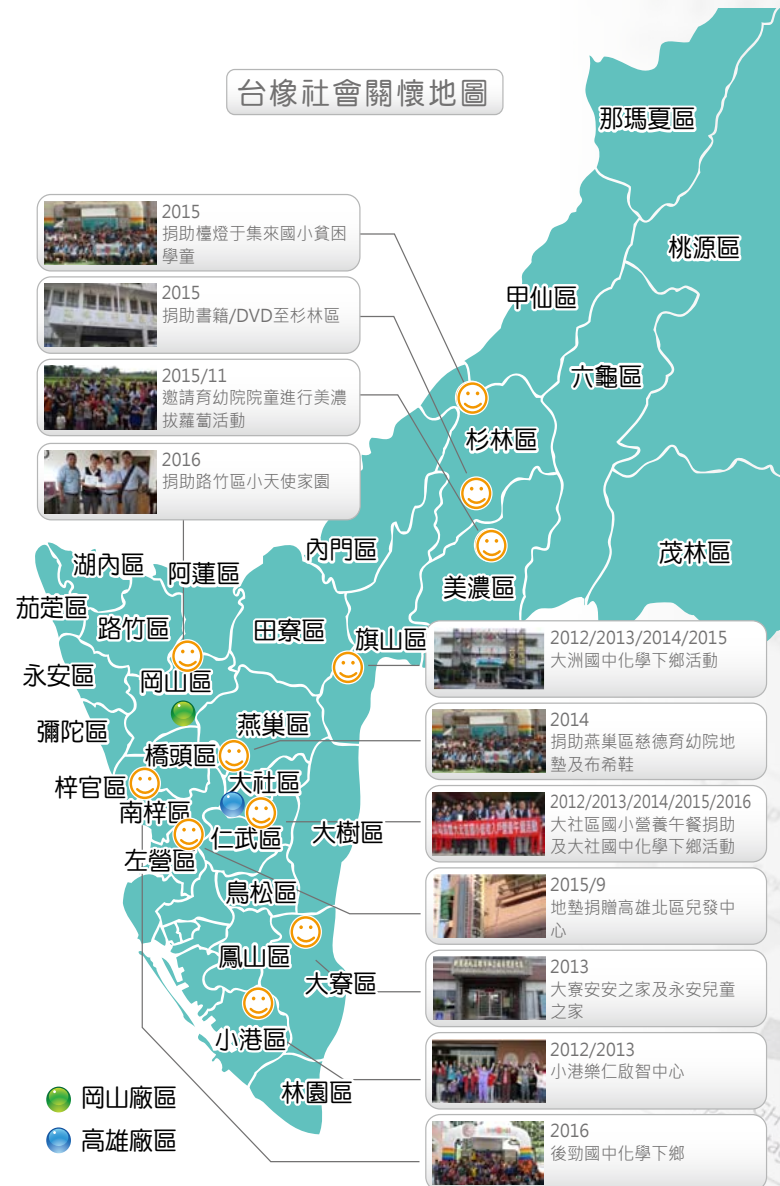 台橡社會關懷地圖
那瑪夏區
2015
捐助檯燈于集來國小貧困
學童
桃源區
甲仙區
2015
捐助書籍/DVD至杉林區
六龜區
2015/11
邀請育幼院院童進行美濃
拔蘿蔔活動
杉林區
2016
捐助路竹區小天使家園
內門區
茂林區
湖內區
阿蓮區
美濃區
茄萣區
路竹區
田寮區
旗山區
永安區
岡山區
2012/2013/2014/2015
大洲國中化學下鄉活動
彌陀區
燕巢區
橋頭區
2014
捐助燕巢區慈德育幼院地
墊及布希鞋
梓官區
大社區
南梓區
仁武區
大樹區
2012/2013/2014/2015/2016
大社區國小營養午餐捐助
及大社國中化學下鄉活動
左營區
鳥松區
2015/9
地墊捐贈高雄北區兒發中
心
鳳山區
大寮區
2013
大寮安安之家及永安兒童
之家
小港區
2012/2013
小港樂仁啟智中心
林園區
岡山廠區
高雄廠區
2016
後勁國中化學下鄉